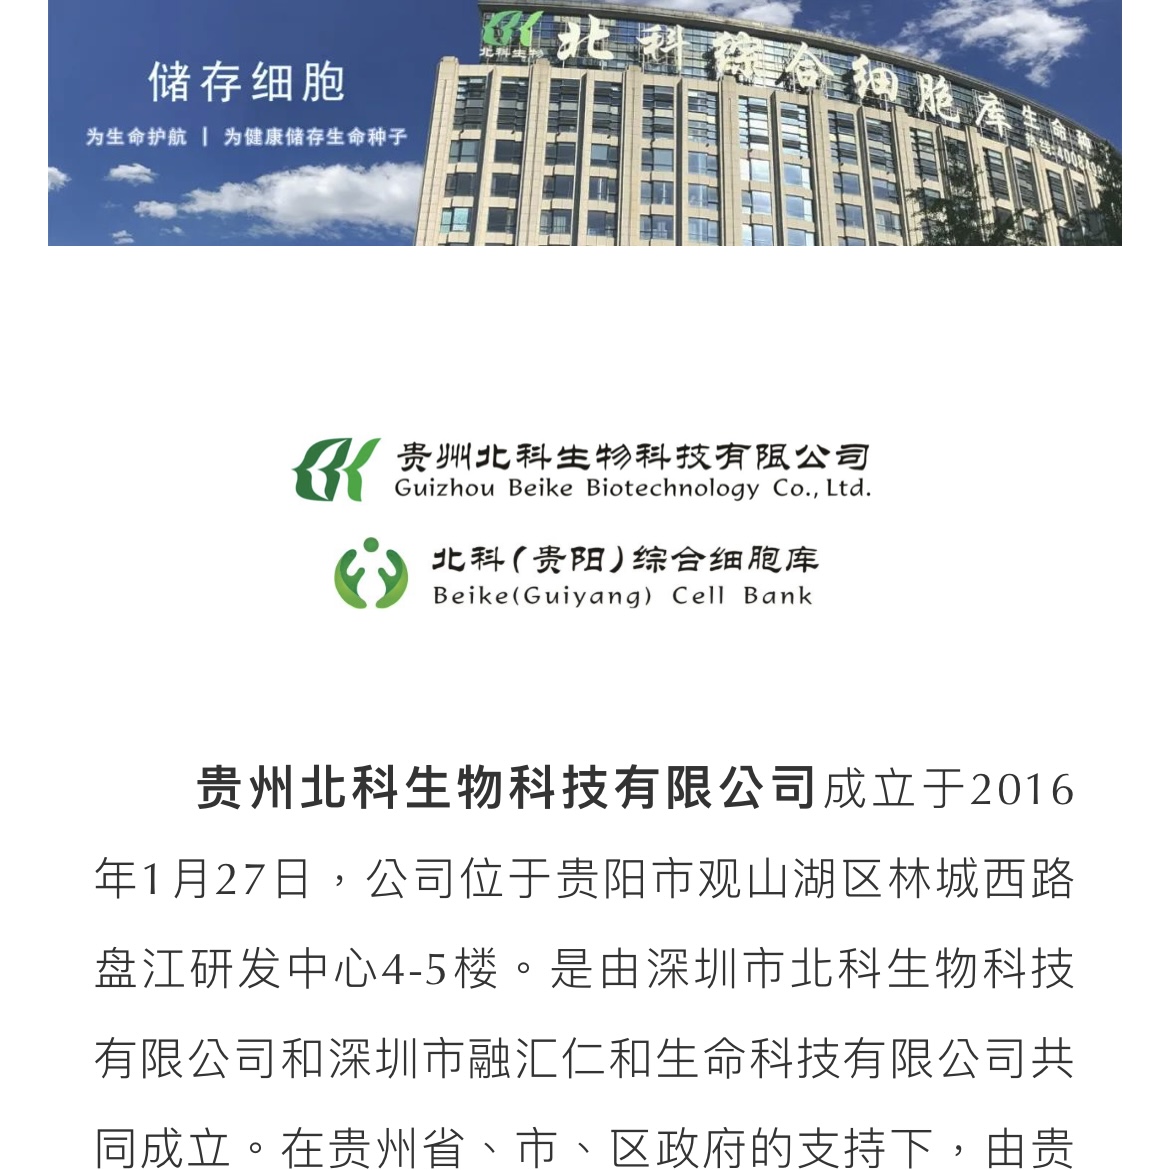 储存细胞
为生命护航 | 为健康储存生命种子
北科生物
北科综合细胞库生命种
贵州北科生物科技有限公司
Guizhou Beike Biotechnology Co., Ltd.
北科(贵阳)综合细胞库
Beike(Guiyang) Cell Bank
贵州北科生物科技有限公司成立于2016
年1月27日，公司位于贵阳市观山湖区林城西路
盘江研发中心4-5楼。是由深圳市北科生物科技
有限公司和深圳市融汇仁和生命科技有限公司共
同成立。在贵州省、市、区政府的支持下，由贵